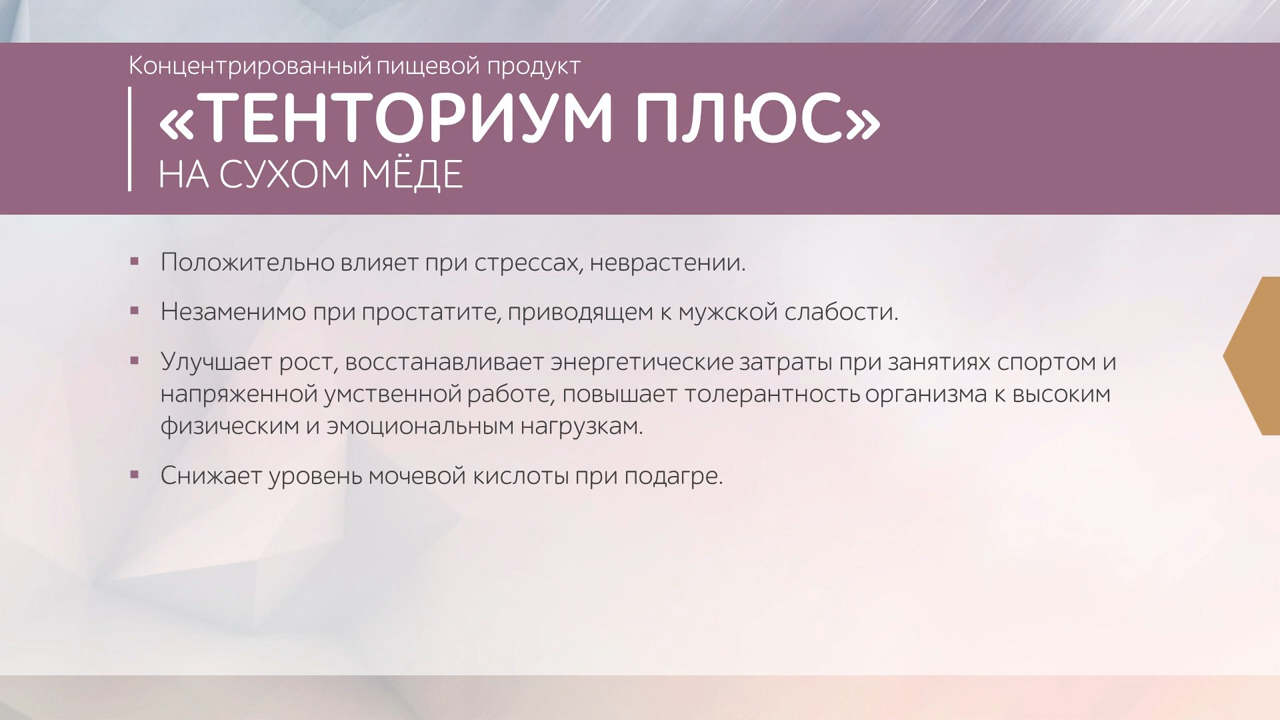 Концентрированный пищевой продукт
«ТЕНТОРИУМ ПЛЮС»
НА СУХОМ МЁДЕ
▪ Положительно влияет при стрессах, неврастении.
▪ Незаменимо при простатите, приводящем к мужской слабости.
▪ Улучшает рост, восстанавливает энергетические затраты при занятиях спортом и
напряженной умственной работе, повышает толерантность организма к высоким
физическим и эмоциональным нагрузкам.
▪ Снижает уровень мочевой кислоты при подагре.